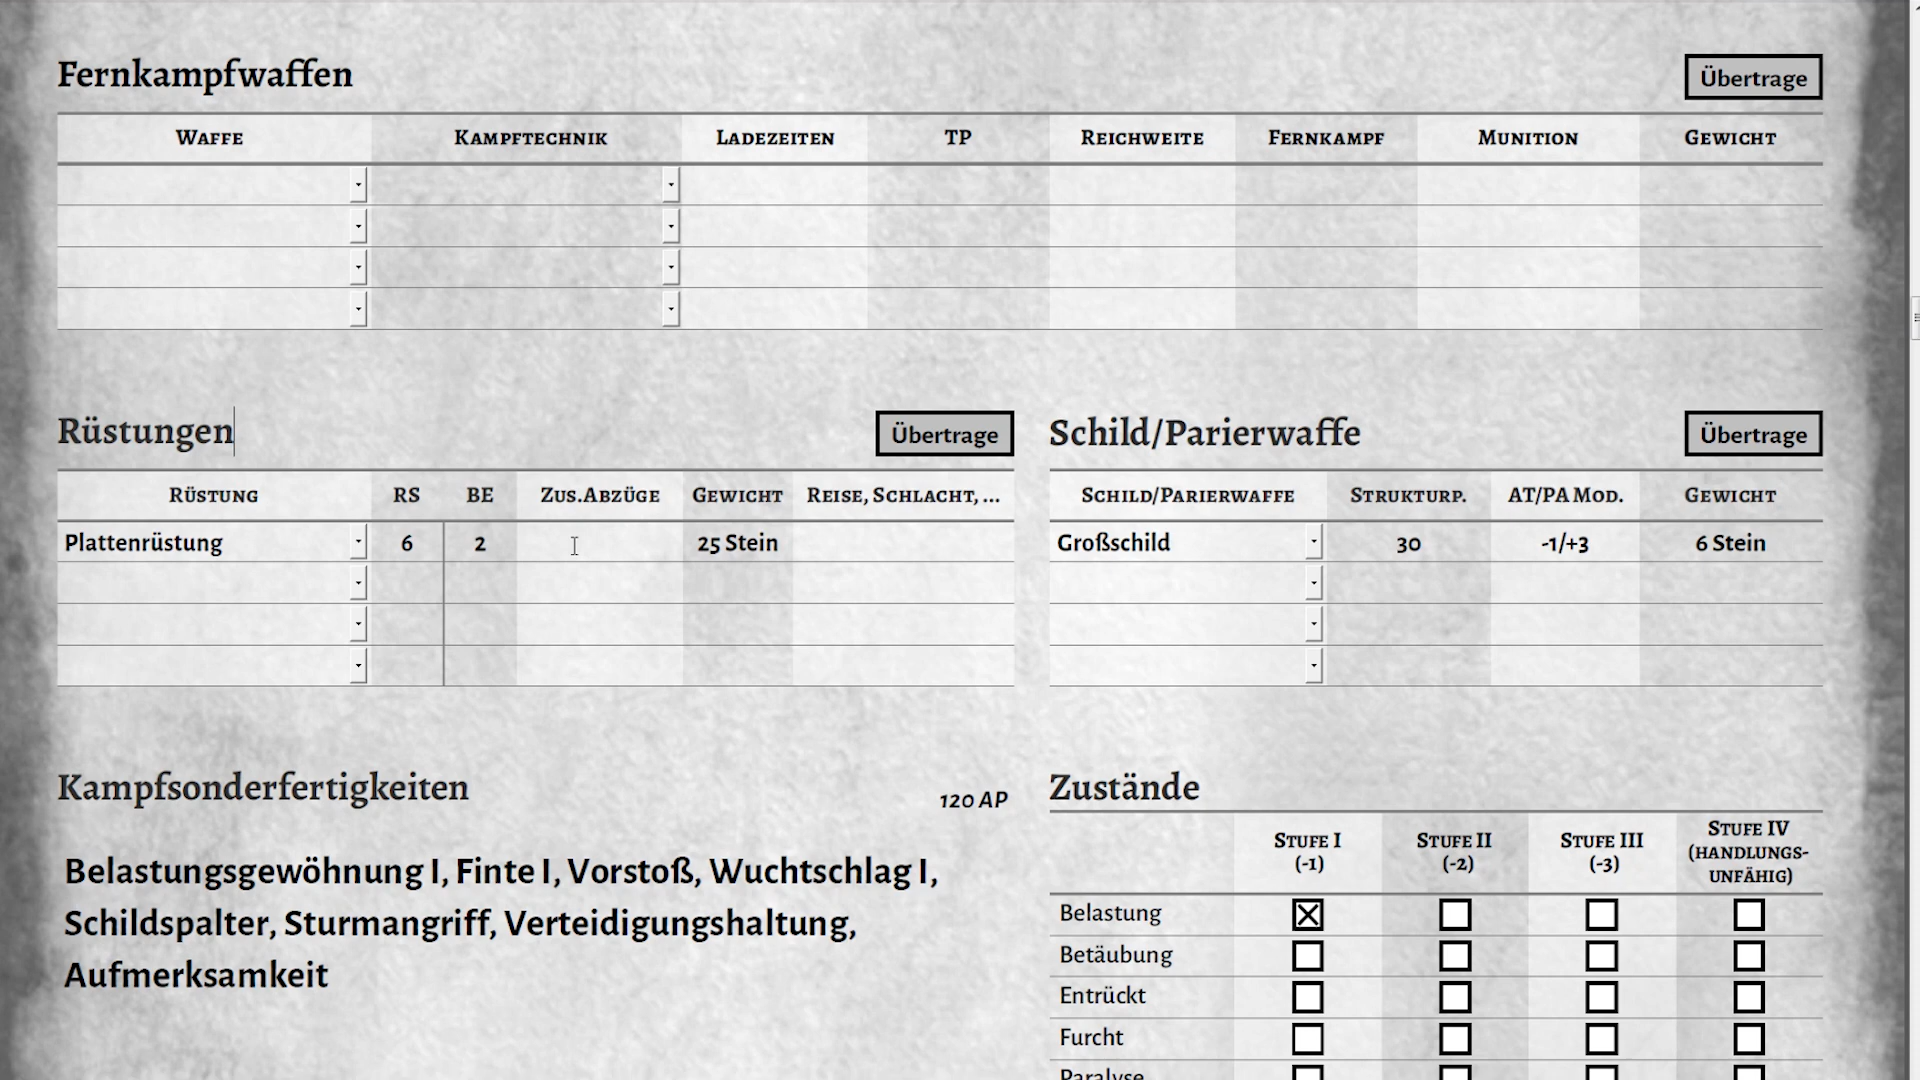 Fernkampfwaffen
Übertrage
Waffe Kampftechnik Ladezeiten TP Reichweite Fernkampf Munition Gewicht
Rüstungen
Übertrage
Rüstung RS BE Zus.Abzüge Gewicht Reise, Schlacht, ...
Plattenrüstung 6 2 25 Stein
Schild/Parierwaffe
Übertrage
Schild/Parierwaffe Strukturp. AT/PA Mod. Gewicht
Großschild 30 -1/+3 6 Stein
Kampfsonderfertigkeiten
120 AP
Belastungsgewöhnung I, Finte I, Vorstoß, Wuchtschlag I,
Schildspalter, Sturmangriff, Verteidigungshaltung,
Aufmerksamkeit
Zustände
Stufe I (-1) Stufe II (-2) Stufe III (-3) Stufe IV (handlungs-unfähig)
Belastung
Betäubung
Entrückt
Furcht
Paralyse